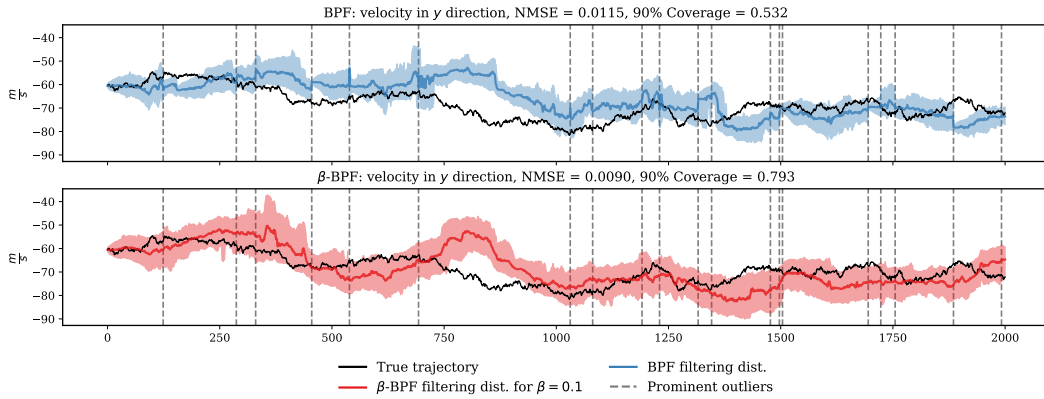 BPF: velocity in y direction, NMSE = 0.0115, 90% Coverage = 0.532
−40
−50
−60
−70
−80
−90
m/s
β-BPF: velocity in y direction, NMSE = 0.0090, 90% Coverage = 0.793
−40
−50
−60
−70
−80
−90
m/s
0 250 500 750 1000 1250 1500 1750 2000
True trajectory
BPF filtering dist.
β-BPF filtering dist. for β = 0.1
Prominent outliers